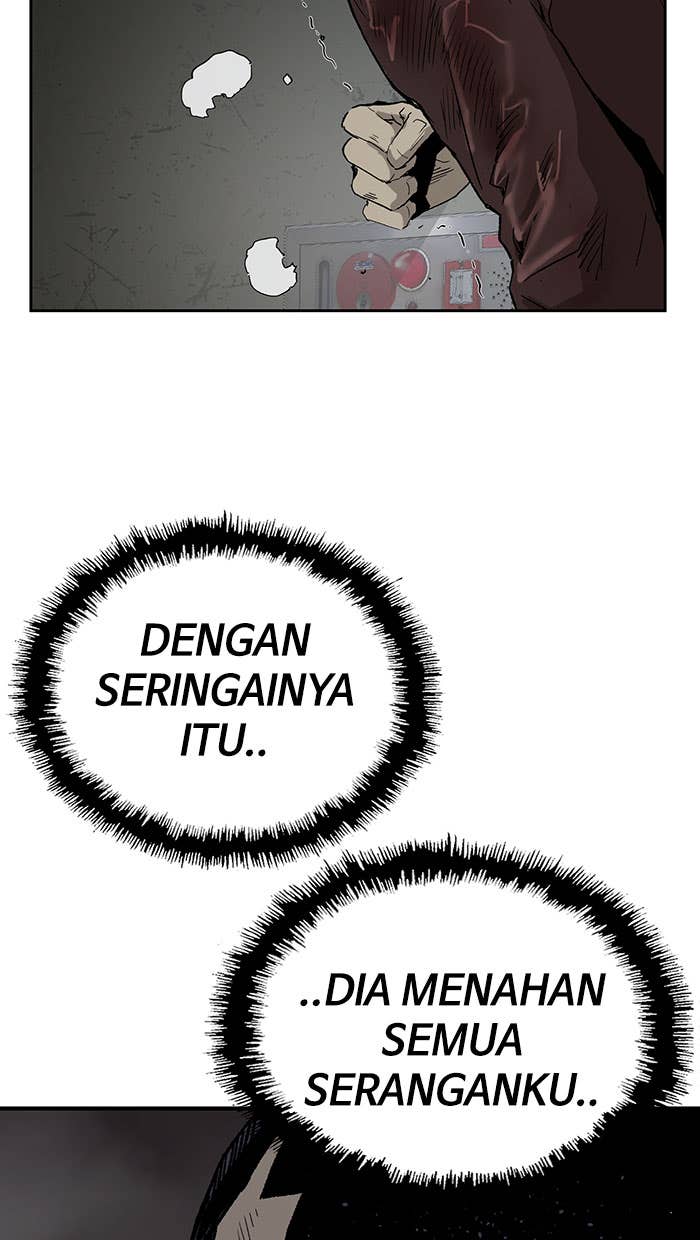 DENGAN
SERINGAINYA
ITU..
..DIA MENAHAN
SEMUA
SERANGANKU..